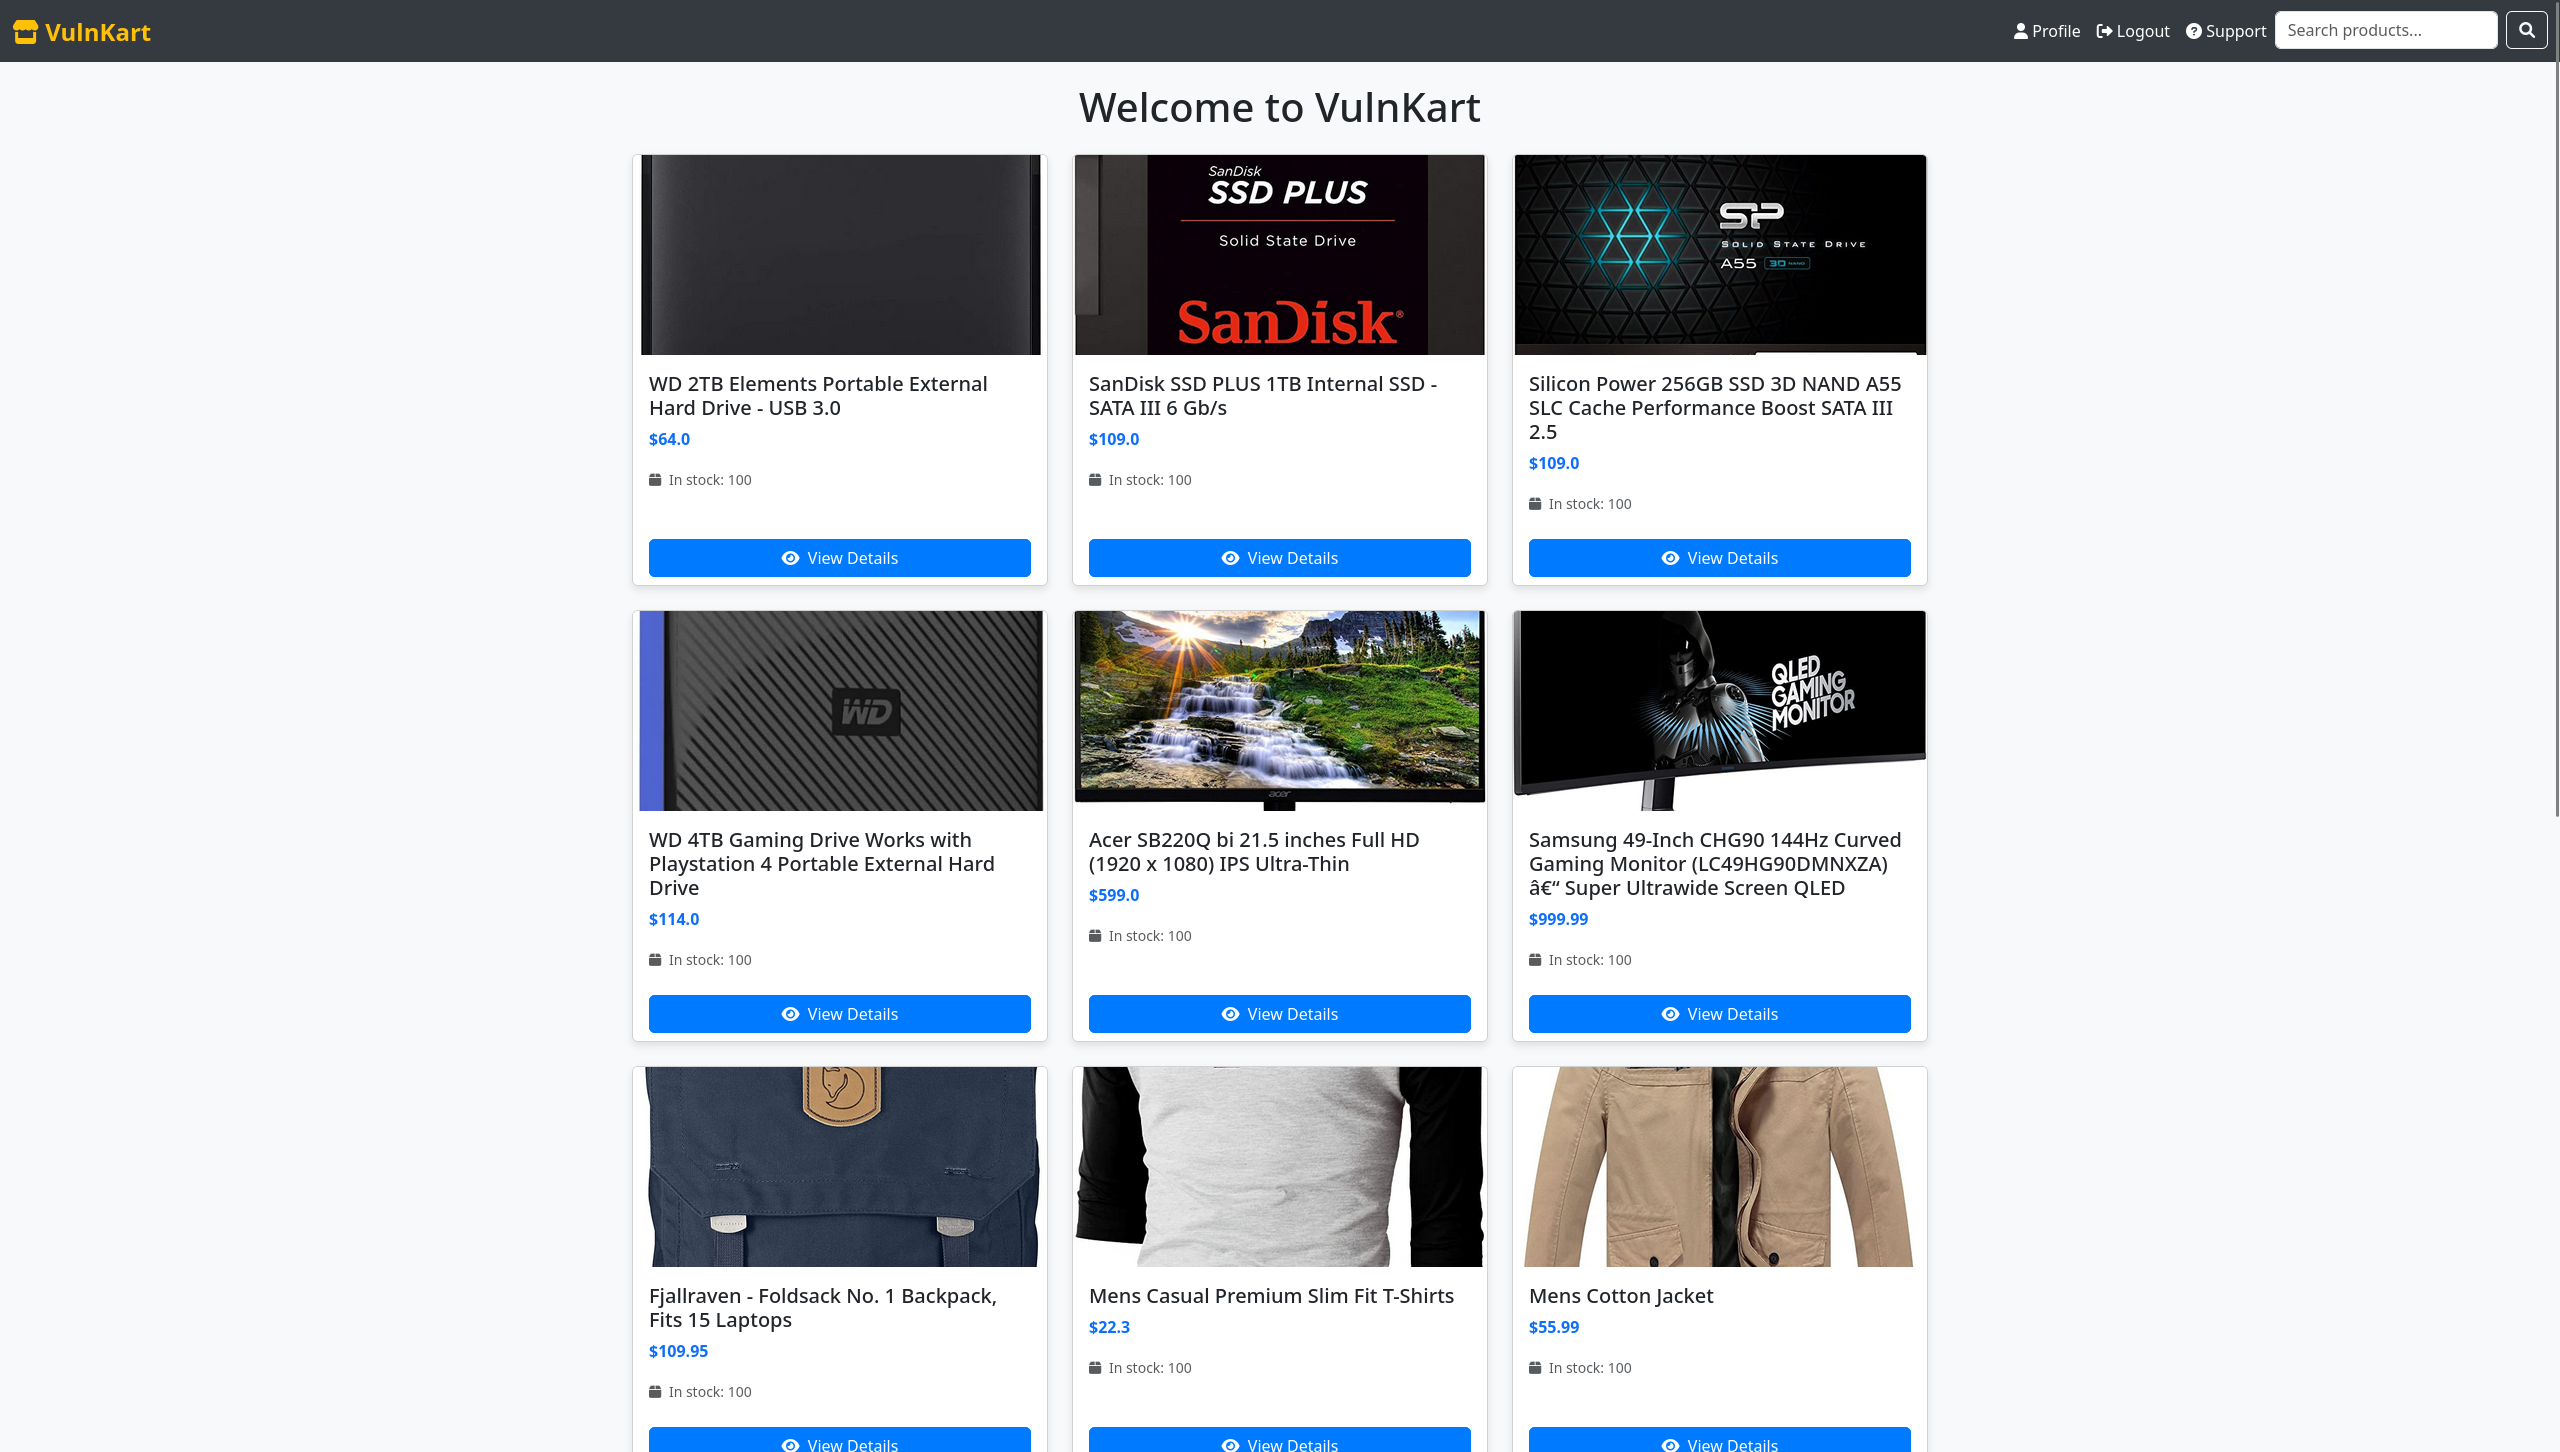 VulnKart
Profile Logout Support Search products...
Welcome to VulnKart
SanDisk
SSD PLUS
Solid State Drive
SanDisk®
SP
SOLID STATE DRIVE
A55 3D NAND
WD 2TB Elements Portable External
Hard Drive - USB 3.0
$64.0
In stock: 100
View Details
SanDisk SSD PLUS 1TB Internal SSD -
SATA III 6 Gb/s
$109.0
In stock: 100
View Details
Silicon Power 256GB SSD 3D NAND A55
SLC Cache Performance Boost SATA III
2.5
$109.0
In stock: 100
View Details
WD
acer
QLED
GAMING
MONITOR
WD 4TB Gaming Drive Works with
Playstation 4 Portable External Hard
Drive
$114.0
In stock: 100
View Details
Acer SB220Q bi 21.5 inches Full HD
(1920 x 1080) IPS Ultra-Thin
$599.0
In stock: 100
View Details
Samsung 49-Inch CHG90 144Hz Curved
Gaming Monitor (LC49HG90DMNXZA)
â€“ Super Ultrawide Screen QLED
$999.99
In stock: 100
View Details
Fjallraven - Foldsack No. 1 Backpack,
Fits 15 Laptops
$109.95
In stock: 100
View Details
Mens Casual Premium Slim Fit T-Shirts
$22.3
In stock: 100
View Details
Mens Cotton Jacket
$55.99
In stock: 100
View Details